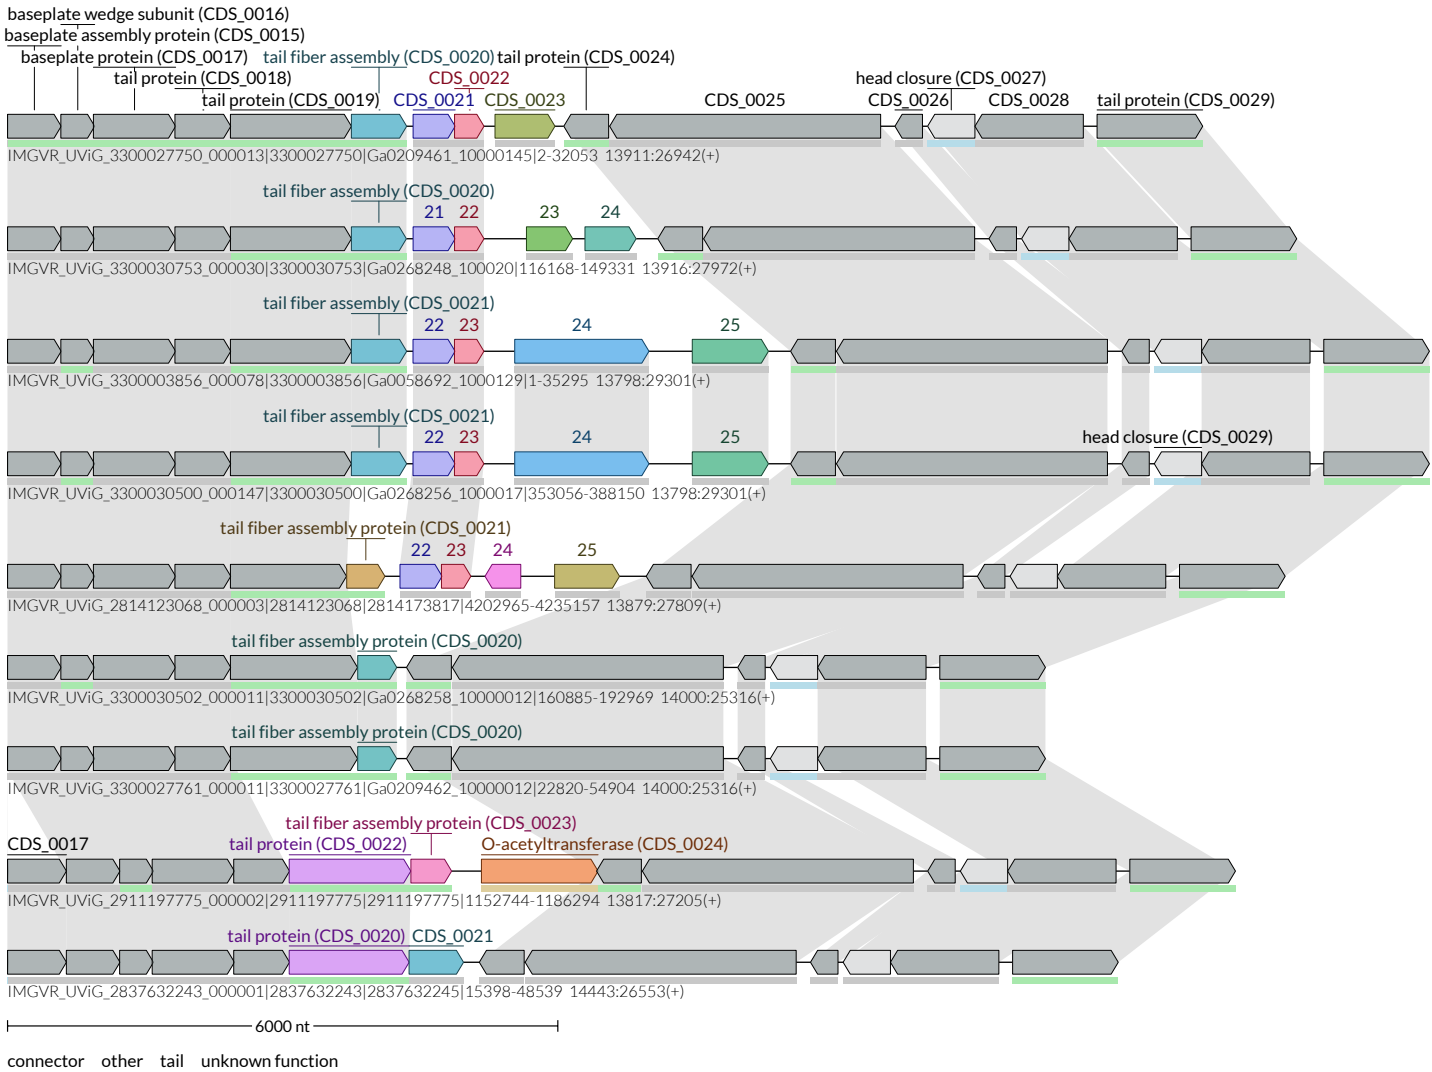 baseplate wedge subunit (CDS_0016)
baseplate assembly protein (CDS_0015)
baseplate protein (CDS_0017) tail fiber assembly (CDS_0020) tail protein (CDS_0024)
tail protein (CDS_0018) CDS_0022 head closure (CDS_0027)
tail protein (CDS_0019) CDS_0021 CDS_0023 CDS_0025 CDS_0026 CDS_0028 tail protein (CDS_0029)
IMGVR_UViG_3300027750_000013|3300027750|Ga0209461_10000145|2-32053 13911:26942(+)
tail fiber assembly (CDS_0020)
21 22 23 24
IMGVR_UViG_3300030753_000030|3300030753|Ga0268248_100020|116168-149331 13916:27972(+)
tail fiber assembly (CDS_0021)
22 23 24 25
IMGVR_UViG_3300003856_000078|3300003856|Ga0058692_1000129|1-35295 13798:29301(+)
tail fiber assembly (CDS_0021)
22 23 24 25 head closure (CDS_0029)
IMGVR_UViG_3300030500_000147|3300030500|Ga0268256_1000017|353056-388150 13798:29301(+)
tail fiber assembly protein (CDS_0021)
22 23 24 25
IMGVR_UViG_2814123068_000003|2814123068|2814173817|4202965-4235157 13879:27809(+)
tail fiber assembly protein (CDS_0020)
IMGVR_UViG_3300030502_000011|3300030502|Ga0268258_10000012|160885-192969 14000:25316(+)
tail fiber assembly protein (CDS_0020)
IMGVR_UViG_3300027761_000011|3300027761|Ga0209462_10000012|22820-54904 14000:25316(+)
tail fiber assembly protein (CDS_0023)
CDS_0017 tail protein (CDS_0022) O-acetyltransferase (CDS_0024)
IMGVR_UViG_2911197775_000002|2911197775|2911197775|1152744-1186294 13817:27205(+)
tail protein (CDS_0020) CDS_0021
IMGVR_UViG_2837632243_000001|2837632243|2837632245|15398-48539 14443:26553(+)
6000 nt
connector other tail unknown function